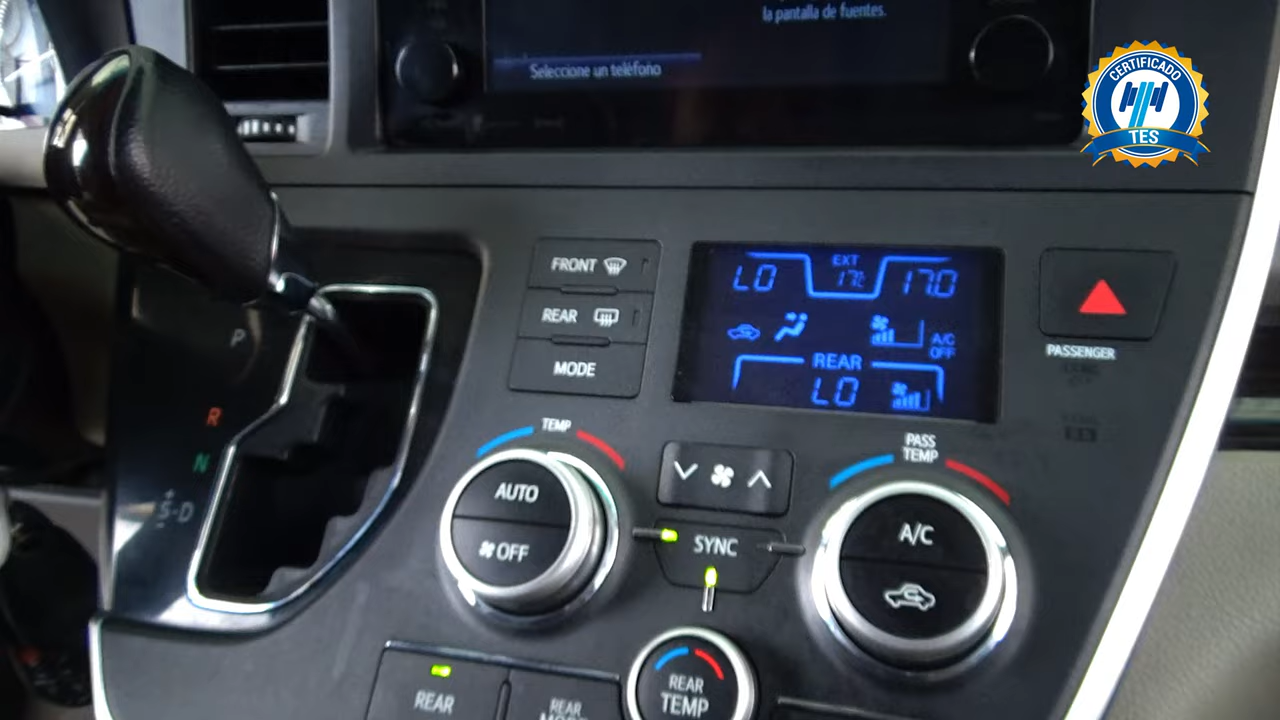 la pantalla de fuentes.
Seleccione un teléfono
CERTIFICADO
TES
FRONT
REAR
MODE
LO
EXT
17℃
17.0
A/C
OFF
REAR
LO
PASSENGER
P
R
N
+
S-D
-
TEMP
AUTO
OFF
SYNC
PASS
TEMP
A/C
REAR
TEMP
REAR
REAR